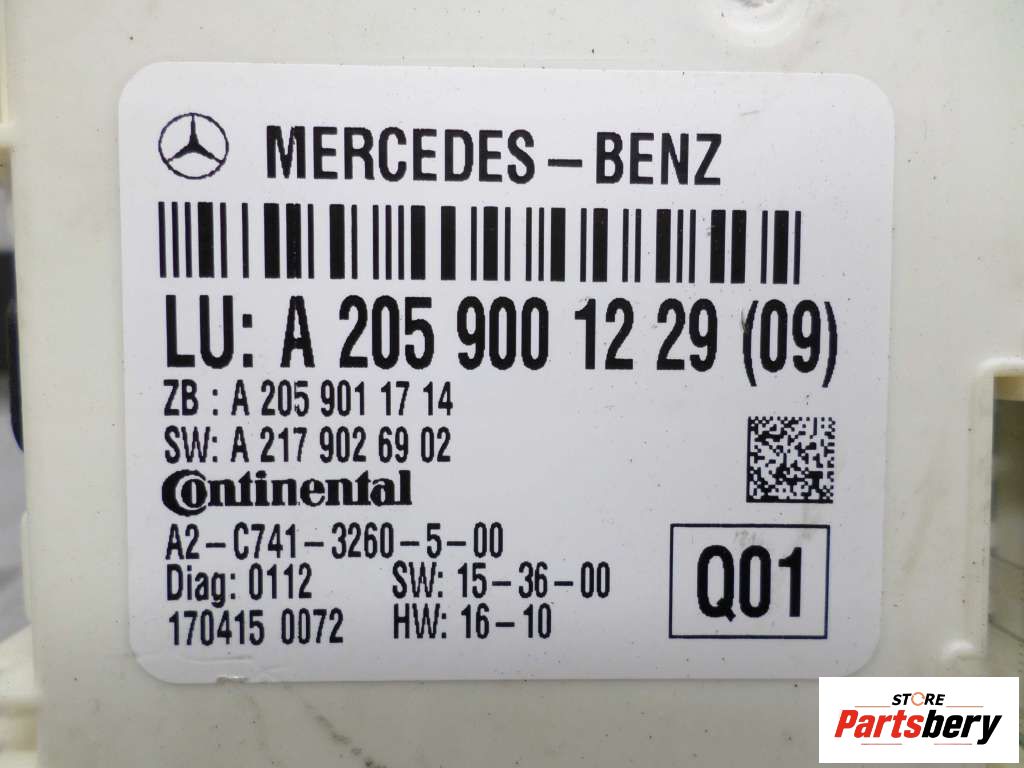 MERCEDES-BENZ
LU: A 205 900 12 29 (09)
ZB : A 205 901 17 14
SW: A 217 902 69 02
Continental
A2-C741-3260-5-00
Diag: 0112 SW: 15-36-00
170415 0072 HW: 16-10
Q01
STORE
Partsbery